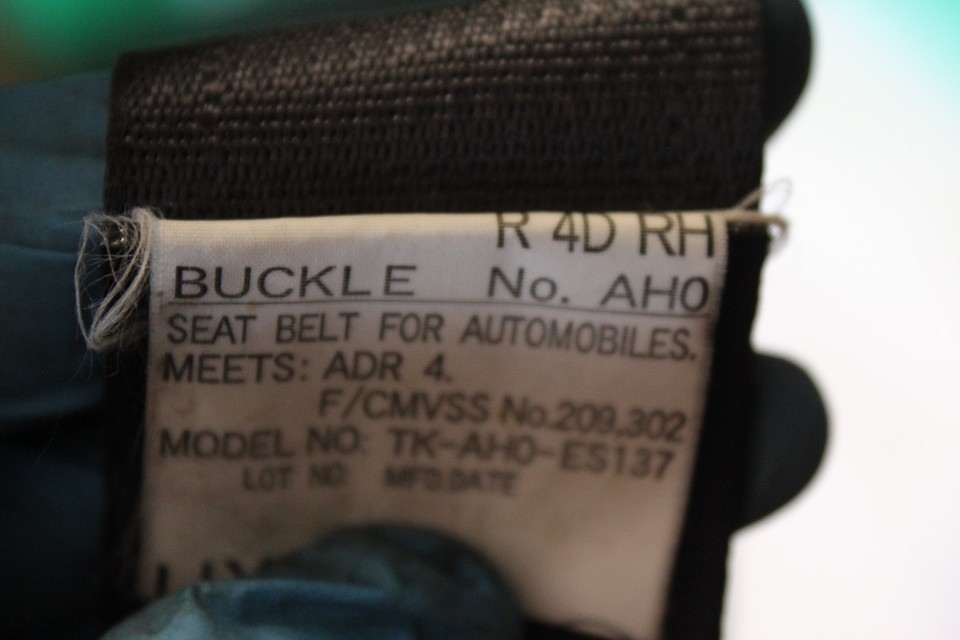 R 4D RH
BUCKLE No. AH0
SEAT BELT FOR AUTOMOBILES.
MEETS: ADR 4.
F/CMVSS No.209,302
MODEL NO: TK-AH0-ES137
LOT NO: MFD.DATE